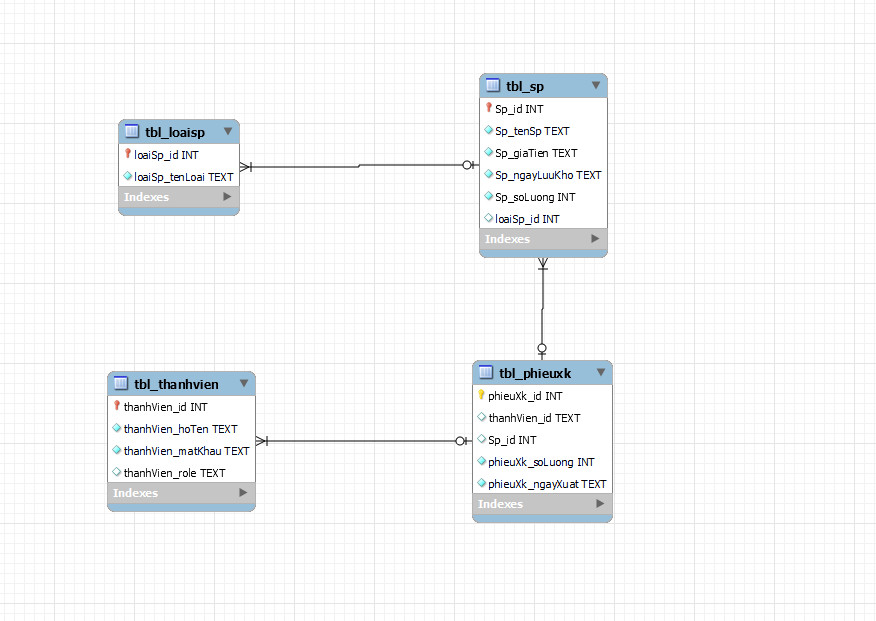 tbl_loaisp
loaiSp_id INT
loaiSp_tenLoai TEXT
Indexes
tbl_sp
Sp_id INT
Sp_tenSp TEXT
Sp_giaTien TEXT
Sp_ngayLuuKho TEXT
Sp_soLuong INT
loaiSp_id INT
Indexes
tbl_thanhvien
thanhVien_id INT
thanhVien_hoTen TEXT
thanhVien_matKhau TEXT
thanhVien_role TEXT
Indexes
tbl_phieuxk
phieuXk_id INT
thanhVien_id TEXT
Sp_id INT
phieuXk_soLuong INT
phieuXk_ngayXuat TEXT
Indexes